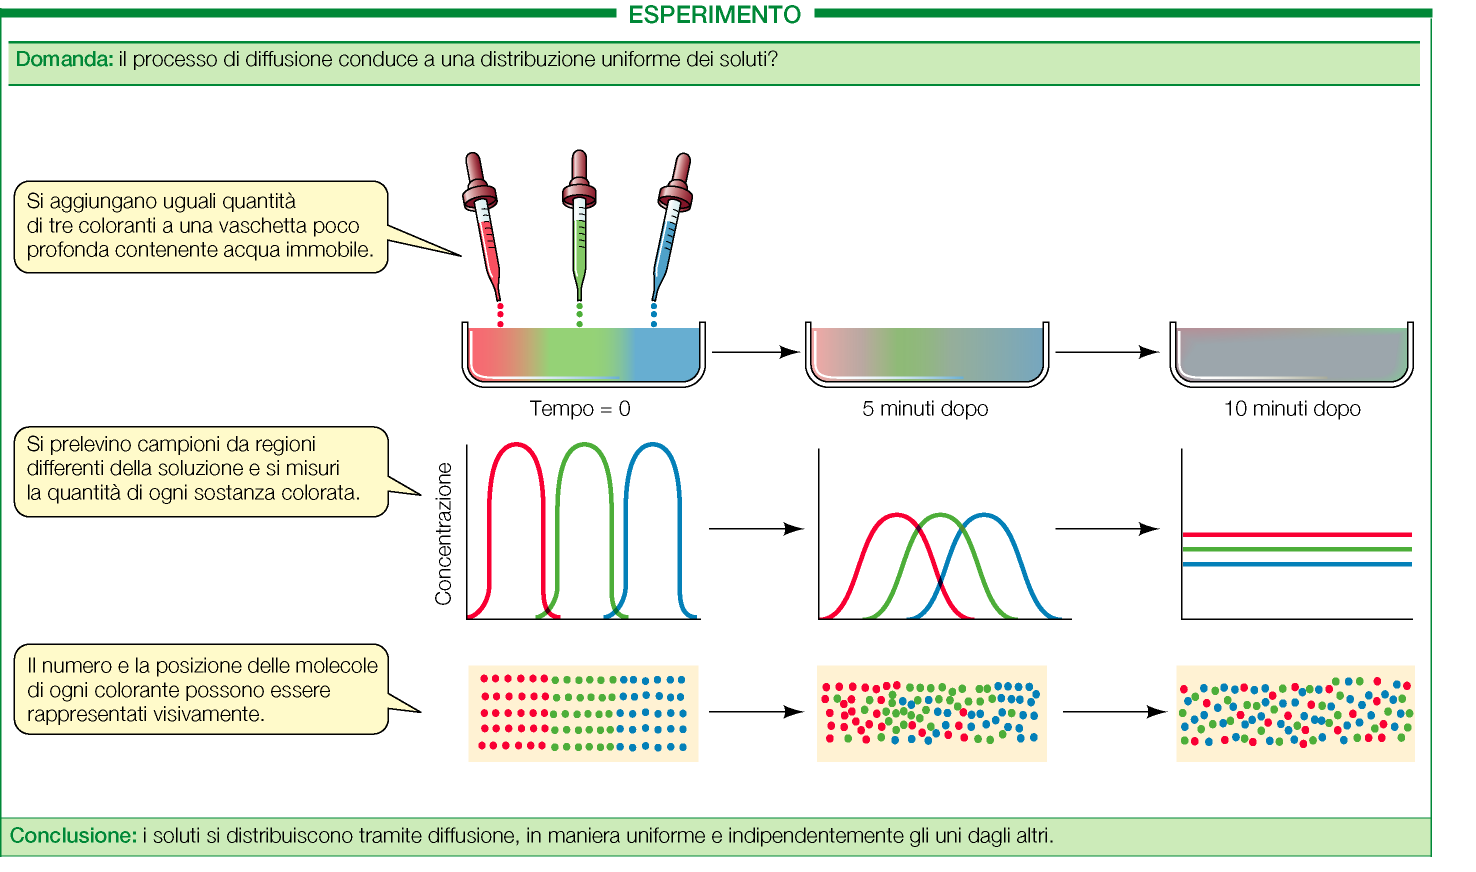 ESPERIMENTO
Domanda: il processo di diffusione conduce a una distribuzione uniforme dei soluti?
Si aggiungano uguali quantità
di tre coloranti a una vaschetta poco
profonda contenente acqua immobile.
Tempo = 0
5 minuti dopo
10 minuti dopo
Si prelevino campioni da regioni
differenti della soluzione e si misuri
la quantità di ogni sostanza colorata.
Concentrazione
Il numero e la posizione delle molecole
di ogni colorante possono essere
rappresentati visivamente.
Conclusione: i soluti si distribuiscono tramite diffusione, in maniera uniforme e indipendentemente gli uni dagli altri.